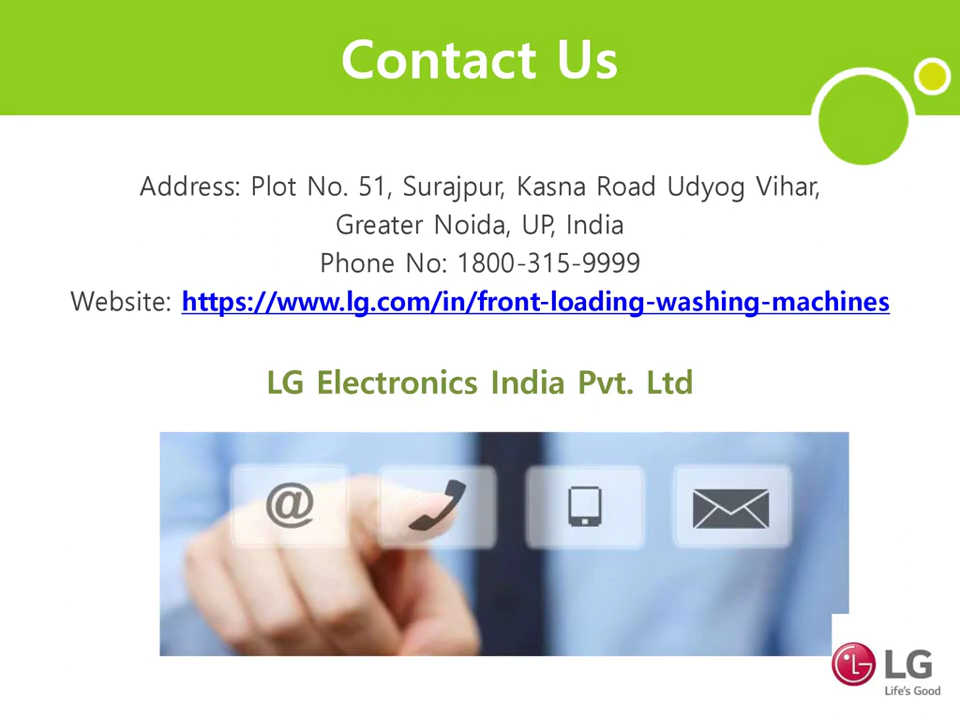 Contact Us
Address: Plot No. 51, Surajpur, Kasna Road Udyog Vihar,
Greater Noida, UP, India
Phone No: 1800-315-9999
Website: https://www.lg.com/in/front-loading-washing-machines
LG Electronics India Pvt. Ltd
@
LG
Life's Good